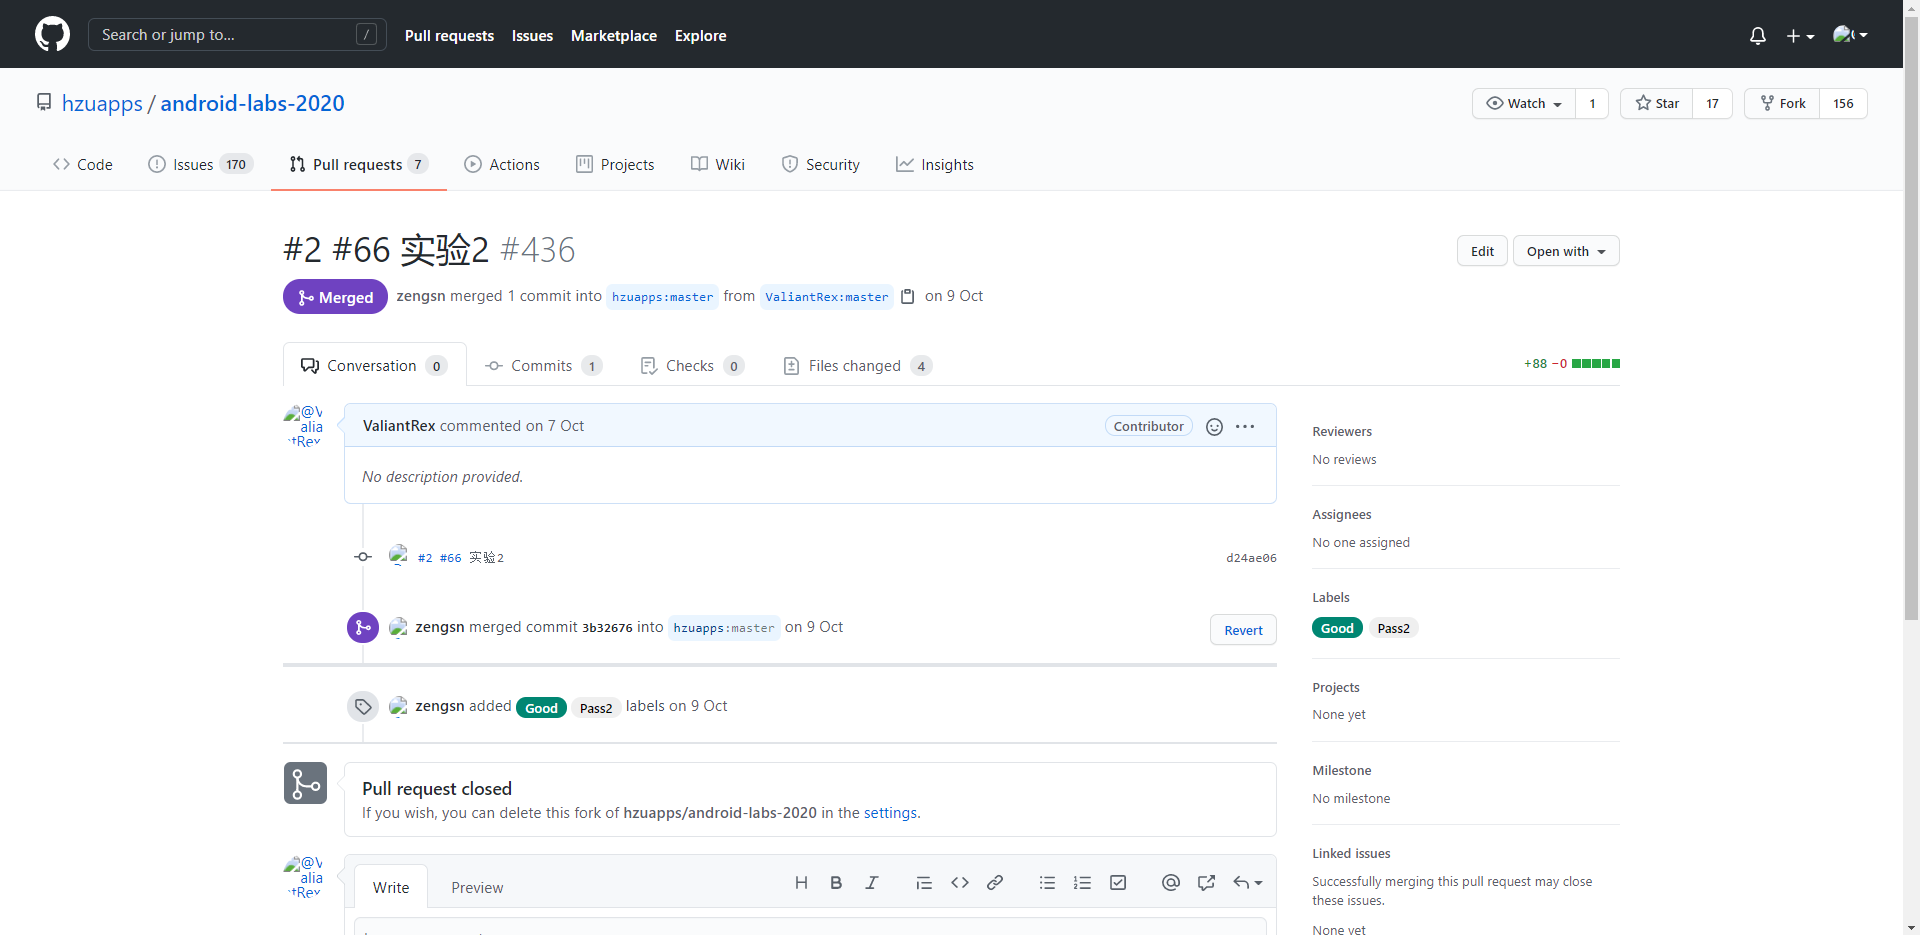 Search or jump to... /
Pull requests Issues Marketplace Explore
hzuapps / android-labs-2020
Watch 1 Star 17 Fork 156
Code Issues 170 Pull requests 7 Actions Projects Wiki Security Insights
#2 #66 实验2 #436
Edit Open with
Merged zengsn merged 1 commit into hzuapps:master from ValiantRex:master on 9 Oct
Conversation 0 Commits 1 Checks 0 Files changed 4
+88 −0
@V
alia
ntRex
ValiantRex commented on 7 Oct
Contributor
No description provided.
#2 #66 实验2
d24ae06
zengsn merged commit 3b32676 into hzuapps:master on 9 Oct
Revert
zengsn added Good Pass2 labels on 9 Oct
Pull request closed
If you wish, you can delete this fork of hzuapps/android-labs-2020 in the settings.
@V
alia
ntRex
Write Preview
H B I
Reviewers
No reviews
Assignees
No one assigned
Labels
Good Pass2
Projects
None yet
Milestone
No milestone
Linked issues
Successfully merging this pull request may close
these issues.
None yet